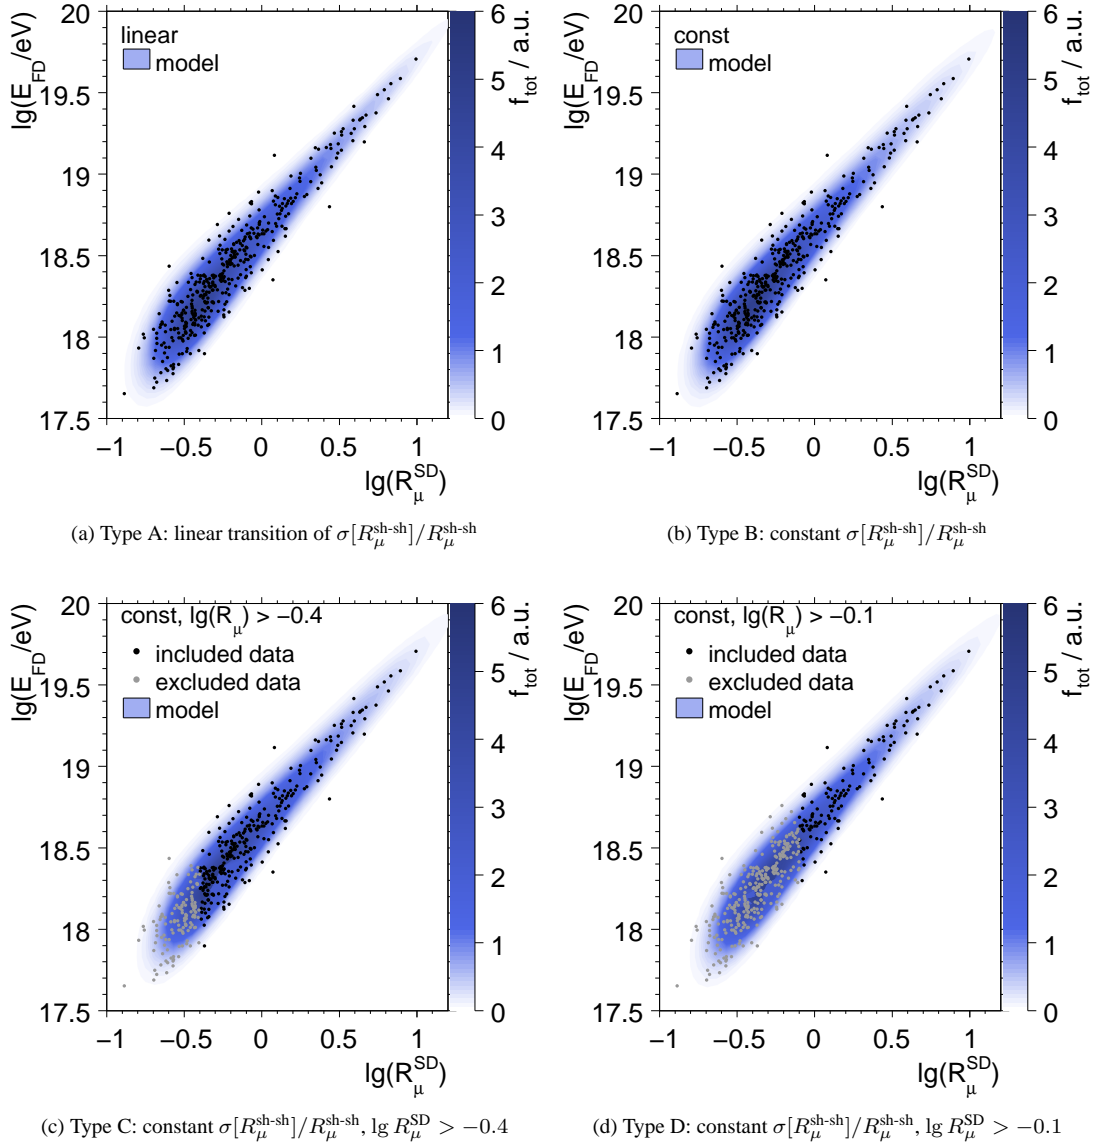 20
19.5
19
18.5
18
17.5
lg(E_FD/eV)
linear
model
−1 −0.5 0 0.5 1
lg(R_μ^SD)
6
5
4
3
2
1
0
f_tot / a.u.
(a) Type A: linear transition of σ[R_μ^sh-sh]/R_μ^sh-sh
20
19.5
19
18.5
18
17.5
lg(E_FD/eV)
const
model
−1 −0.5 0 0.5 1
lg(R_μ^SD)
6
5
4
3
2
1
0
f_tot / a.u.
(b) Type B: constant σ[R_μ^sh-sh]/R_μ^sh-sh
20
19.5
19
18.5
18
17.5
lg(E_FD/eV)
const, lg(R_μ) > −0.4
included data
excluded data
model
−1 −0.5 0 0.5 1
lg(R_μ^SD)
6
5
4
3
2
1
0
f_tot / a.u.
(c) Type C: constant σ[R_μ^sh-sh]/R_μ^sh-sh, lg R_μ^SD > −0.4
20
19.5
19
18.5
18
17.5
lg(E_FD/eV)
const, lg(R_μ) > −0.1
included data
excluded data
model
−1 −0.5 0 0.5 1
lg(R_μ^SD)
6
5
4
3
2
1
0
f_tot / a.u.
(d) Type D: constant σ[R_μ^sh-sh]/R_μ^sh-sh, lg R_μ^SD > −0.1